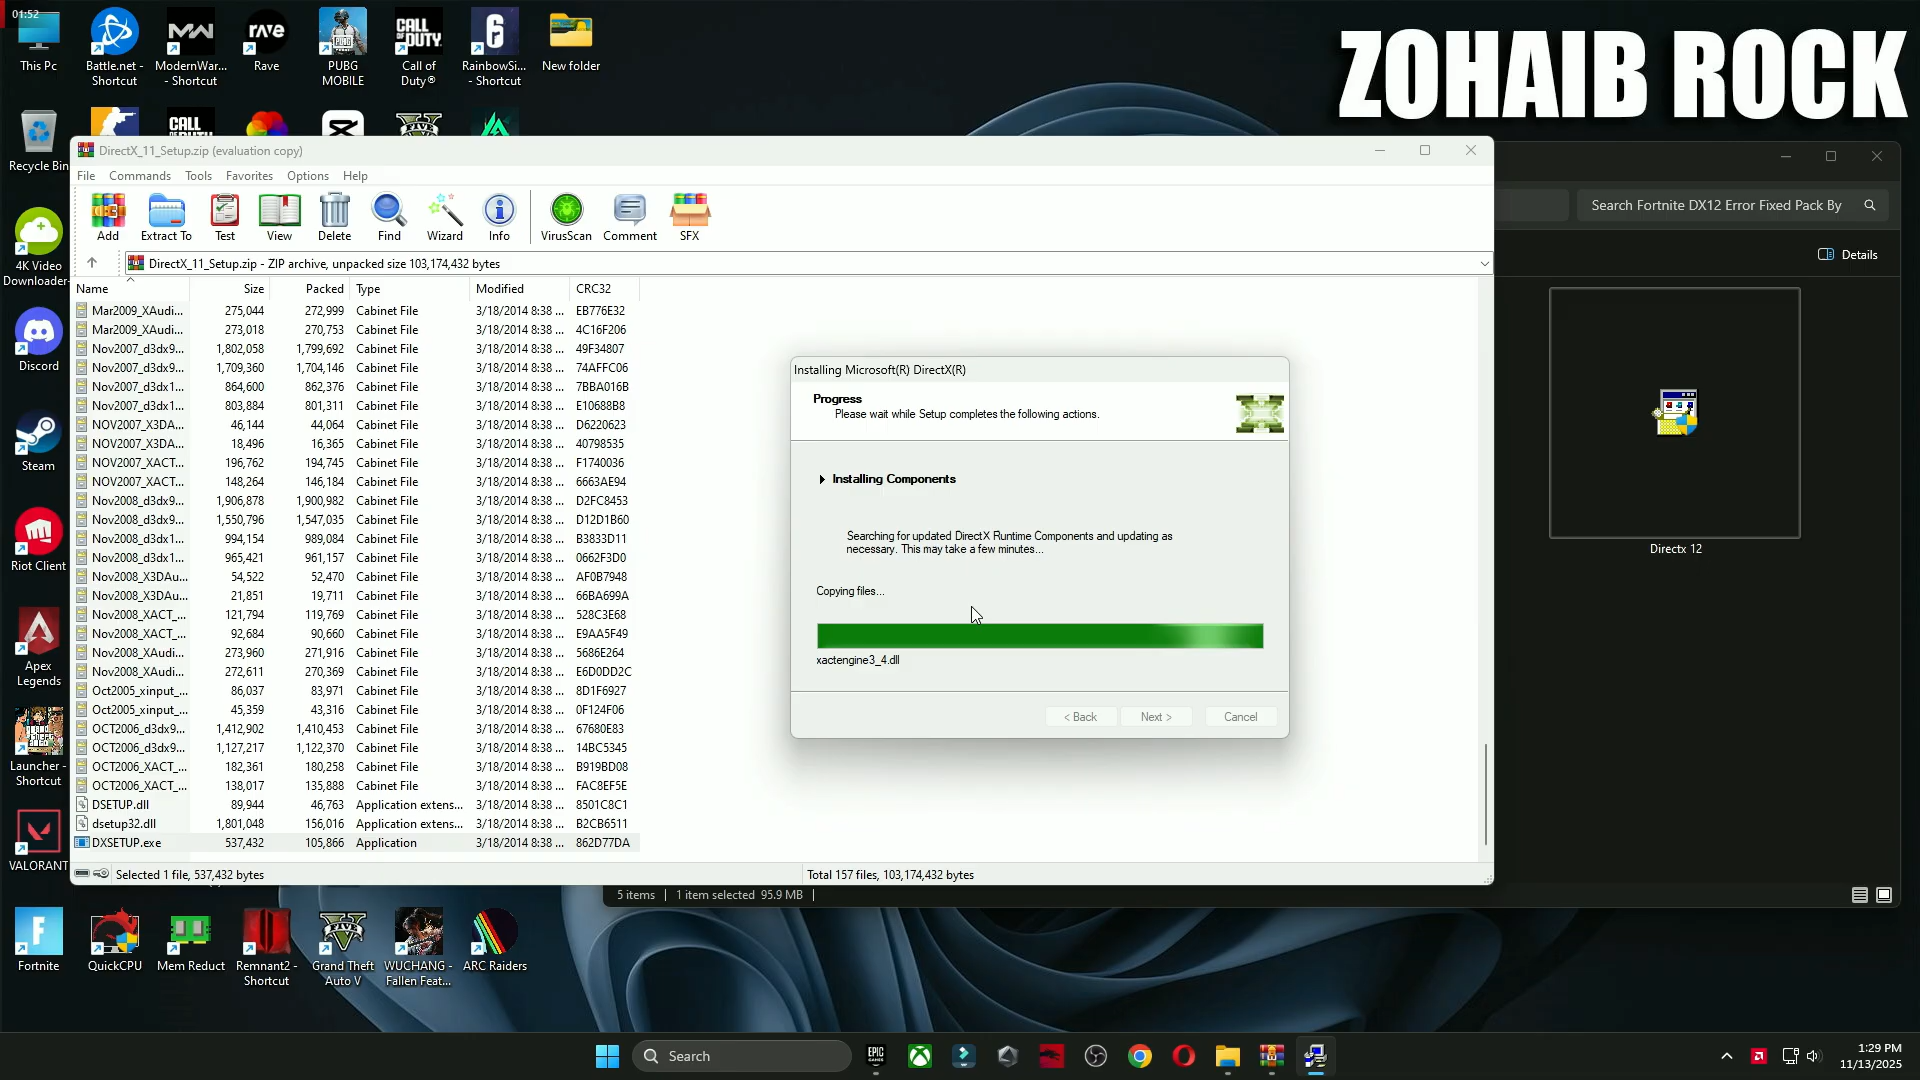 01:52
This Pc
Battle.net - Shortcut
ModernWar... - Shortcut
Rave
PUBG MOBILE
Call of Duty®
RainbowSi... - Shortcut
New folder
ZOHAIB ROCK
Recycle Bin
4K Video Downloader-
Discord
Steam
Riot Client
Apex Legends
Launcher - Shortcut
VALORANT
DirectX_11_Setup.zip (evaluation copy)
File Commands Tools Favorites Options Help
Add Extract To Test View Delete Find Wizard Info VirusScan Comment SFX
DirectX_11_Setup.zip - ZIP archive, unpacked size 103,174,432 bytes
Name Size Packed Type Modified CRC32
Mar2009_XAudi... 275,044 272,999 Cabinet File 3/18/2014 8:38 ... EB776E32
Mar2009_XAudi... 273,018 270,753 Cabinet File 3/18/2014 8:38 ... 4C16F206
Nov2007_d3dx9... 1,802,058 1,799,692 Cabinet File 3/18/2014 8:38 ... 49F34807
Nov2007_d3dx9... 1,709,360 1,704,146 Cabinet File 3/18/2014 8:38 ... 74AFFC06
Nov2007_d3dx1... 864,600 862,376 Cabinet File 3/18/2014 8:38 ... 7BBA016B
Nov2007_d3dx1... 803,884 801,311 Cabinet File 3/18/2014 8:38 ... E10688B8
NOV2007_X3DA... 46,144 44,064 Cabinet File 3/18/2014 8:38 ... D6220623
NOV2007_X3DA... 18,496 16,365 Cabinet File 3/18/2014 8:38 ... 40798535
NOV2007_XACT... 196,762 194,745 Cabinet File 3/18/2014 8:38 ... F1740036
NOV2007_XACT... 148,264 146,184 Cabinet File 3/18/2014 8:38 ... 6663AE94
Nov2008_d3dx9... 1,906,878 1,900,982 Cabinet File 3/18/2014 8:38 ... D2FC8453
Nov2008_d3dx9... 1,550,796 1,547,035 Cabinet File 3/18/2014 8:38 ... D12D1B60
Nov2008_d3dx1... 994,154 989,084 Cabinet File 3/18/2014 8:38 ... B3833D11
Nov2008_d3dx1... 965,421 961,157 Cabinet File 3/18/2014 8:38 ... 0662F3D0
Nov2008_X3DAu... 54,522 52,470 Cabinet File 3/18/2014 8:38 ... AF0B7948
Nov2008_X3DAu... 21,851 19,711 Cabinet File 3/18/2014 8:38 ... 66BA699A
Nov2008_XACT_... 121,794 119,769 Cabinet File 3/18/2014 8:38 ... 528C3E68
Nov2008_XACT_... 92,684 90,660 Cabinet File 3/18/2014 8:38 ... E9AA5F49
Nov2008_XAudi... 273,960 271,916 Cabinet File 3/18/2014 8:38 ... 5686E264
Nov2008_XAudi... 272,611 270,369 Cabinet File 3/18/2014 8:38 ... E6D0DD2C
Oct2005_xinput_... 86,037 83,971 Cabinet File 3/18/2014 8:38 ... 8D1F6927
Oct2005_xinput_... 45,359 43,316 Cabinet File 3/18/2014 8:38 ... 0F124F06
OCT2006_d3dx9... 1,412,902 1,410,453 Cabinet File 3/18/2014 8:38 ... 67680E83
OCT2006_d3dx9... 1,127,217 1,122,370 Cabinet File 3/18/2014 8:38 ... 14BC5345
OCT2006_XACT_... 182,361 180,258 Cabinet File 3/18/2014 8:38 ... B919BD08
OCT2006_XACT_... 138,017 135,888 Cabinet File 3/18/2014 8:38 ... FAC8EF5E
DSETUP.dll 89,944 46,763 Application extens... 3/18/2014 8:38 ... 8501C8C1
dsetup32.dll 1,801,048 156,016 Application extens... 3/18/2014 8:38 ... B2CB6511
DXSETUP.exe 537,432 105,866 Application 3/18/2014 8:38 ... 862D77DA
Selected 1 file, 537,432 bytes
Total 157 files, 103,174,432 bytes
Installing Microsoft(R) DirectX(R)
Progress
Please wait while Setup completes the following actions.
Installing Components
Searching for updated DirectX Runtime Components and updating as
necessary. This may take a few minutes...
Copying files...
xactengine3_4.dll
< Back Next > Cancel
Search Fortnite DX12 Error Fixed Pack By
Details
Directx 12
5 items 1 item selected 95.9 MB
Fortnite
QuickCPU
Mem Reduct
Remnant2 - Shortcut
Grand Theft Auto V
WUCHANG - Fallen Feat...
ARC Raiders
Search
1:29 PM
11/13/2025